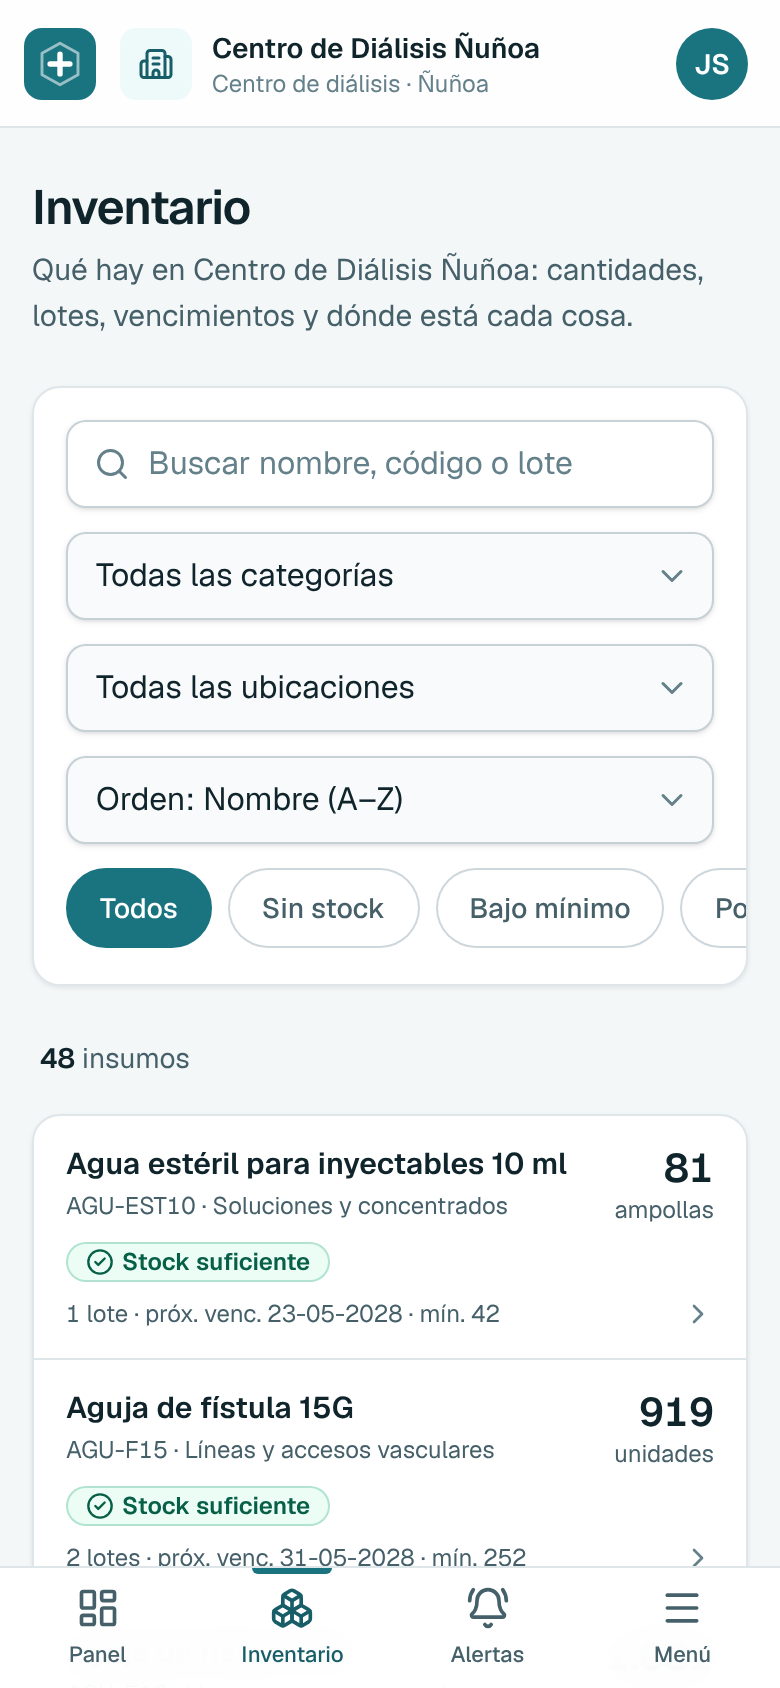 Centro de Diálisis Ñuñoa
Centro de diálisis · Ñuñoa
JS
Inventario
Qué hay en Centro de Diálisis Ñuñoa: cantidades,
lotes, vencimientos y dónde está cada cosa.
Buscar nombre, código o lote
Todas las categorías
Todas las ubicaciones
Orden: Nombre (A–Z)
Todos
Sin stock
Bajo mínimo
Po
48 insumos
Agua estéril para inyectables 10 ml
81
AGU-EST10 · Soluciones y concentrados
ampollas
Stock suficiente
1 lote · próx. venc. 23-05-2028 · mín. 42
Aguja de fístula 15G
919
AGU-F15 · Líneas y accesos vasculares
unidades
Stock suficiente
2 lotes · próx. venc. 31-05-2028 · mín. 252
Panel
Inventario
Alertas
Menú